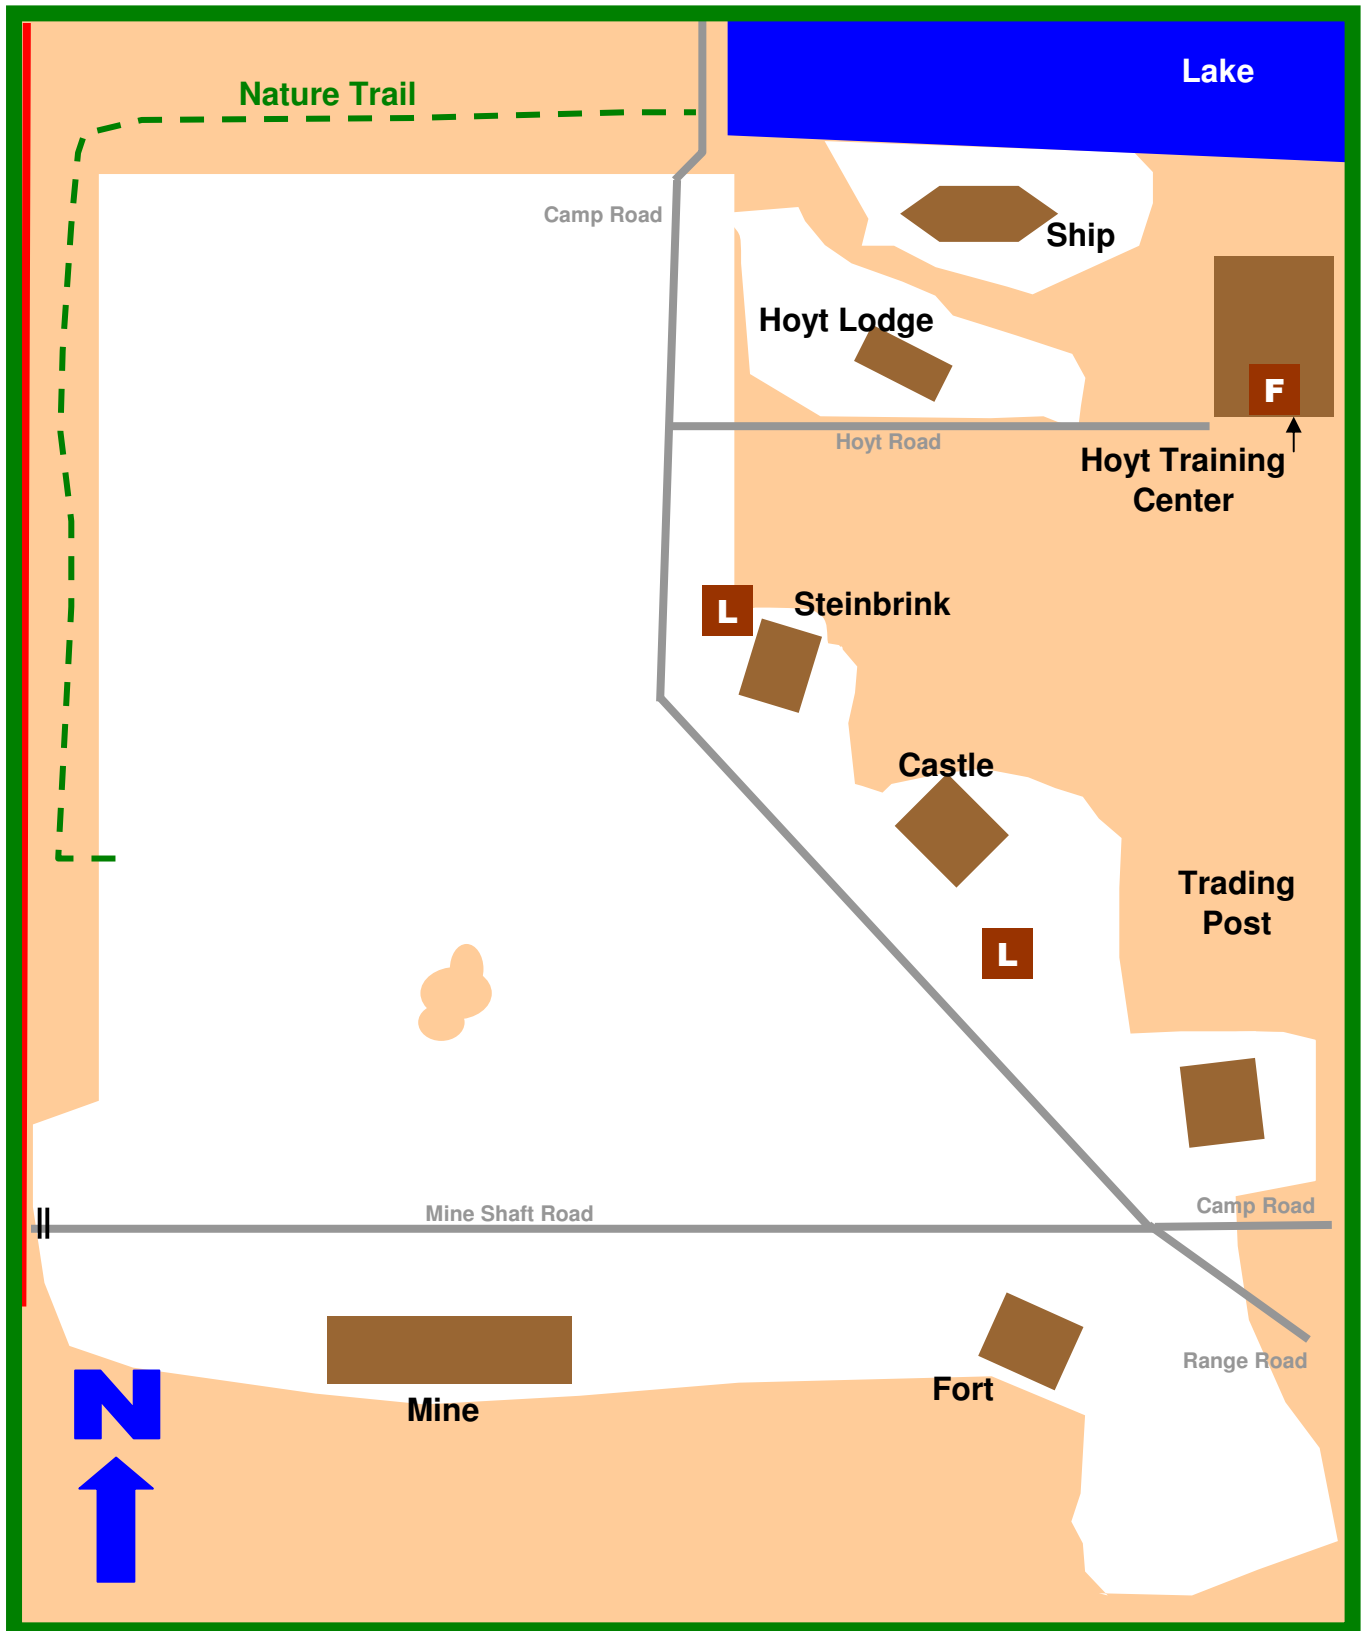 Lake
Nature Trail
Camp Road
Ship
Hoyt Lodge
F
Hoyt Road
Hoyt Training
Center
L
Steinbrink
Castle
Trading
Post
L
Camp Road
Mine Shaft Road
Range Road
Fort
Mine
N